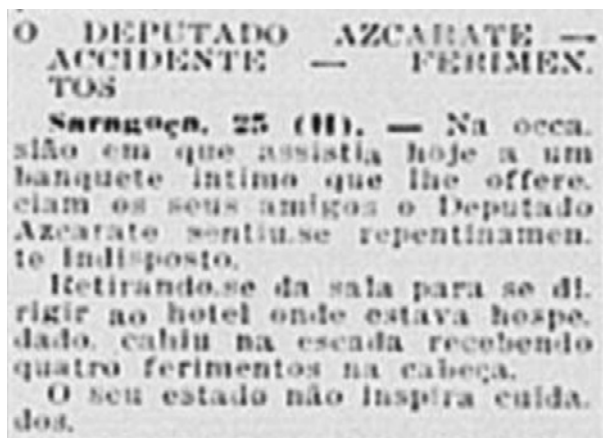 O DEPUTADO AZCARATE —
ACCIDENTE — FERIMEN.
TOS
Saragoça, 25 (H). — Na occa.
sião em que assistia hoje a um
banquete intimo que lhe offere.
ciam os seus amigos o Deputado
Azcarate sentiu.se repentinamen.
te indisposto.
Retirando.se da sala para se di.
rigir ao hotel onde estava hospe.
dado, cahiu na escada recebendo
quatro ferimentos na cabeça.
O seu estado não inspira cuida.
dos.